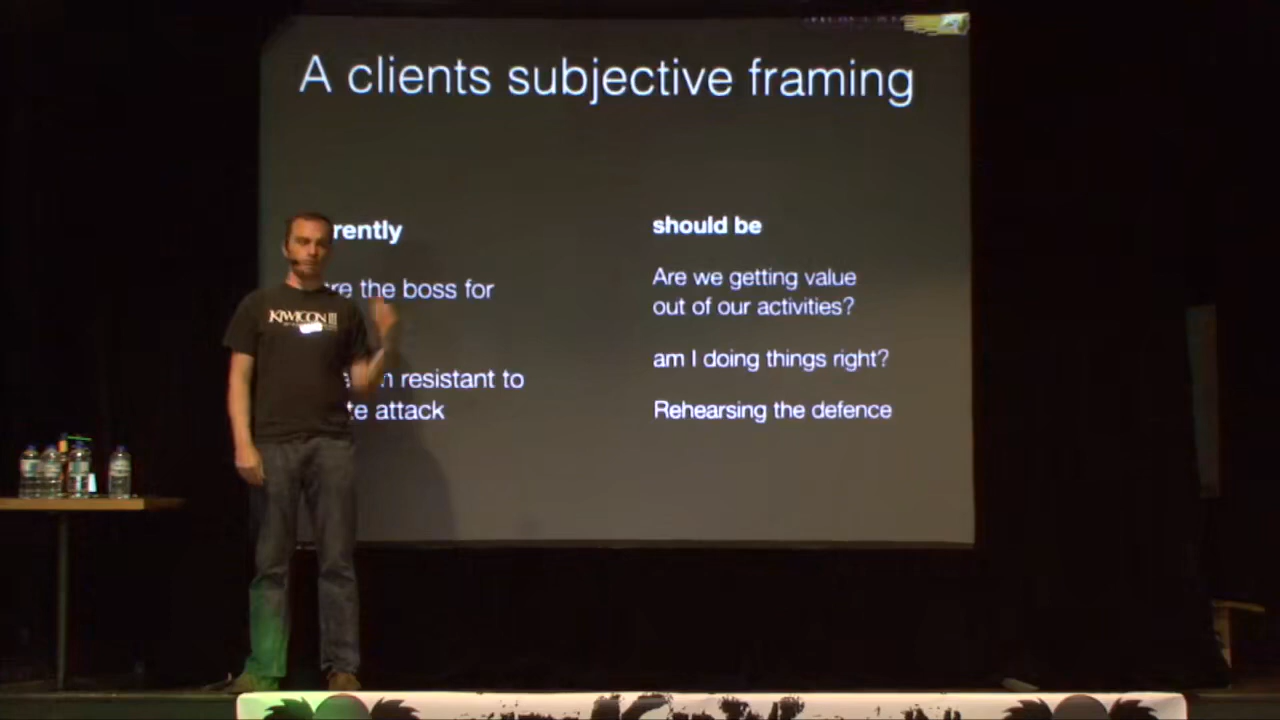 A clients subjective framing
rently
re the boss for
resistant to
te attack
should be
Are we getting value
out of our activities?
am I doing things right?
Rehearsing the defence
KIWICON III